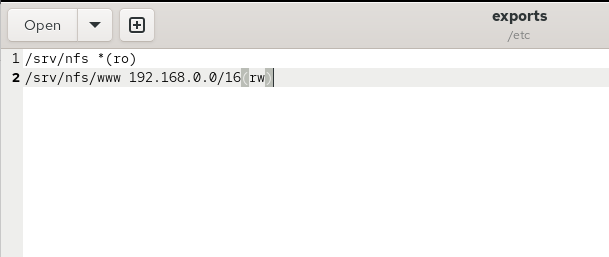 Open
exports
/etc
1 /srv/nfs *(ro)
2 /srv/nfs/www 192.168.0.0/16(rw)